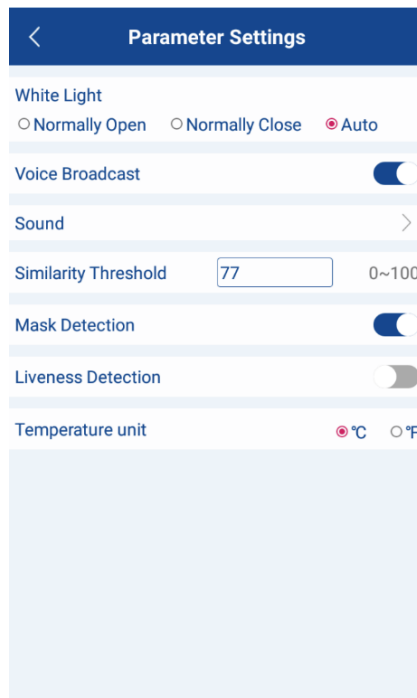 Parameter Settings
White Light
Normally Open Normally Close Auto
Voice Broadcast
Sound
Similarity Threshold 77 0~100
Mask Detection
Liveness Detection
Temperature unit ℃ ℉